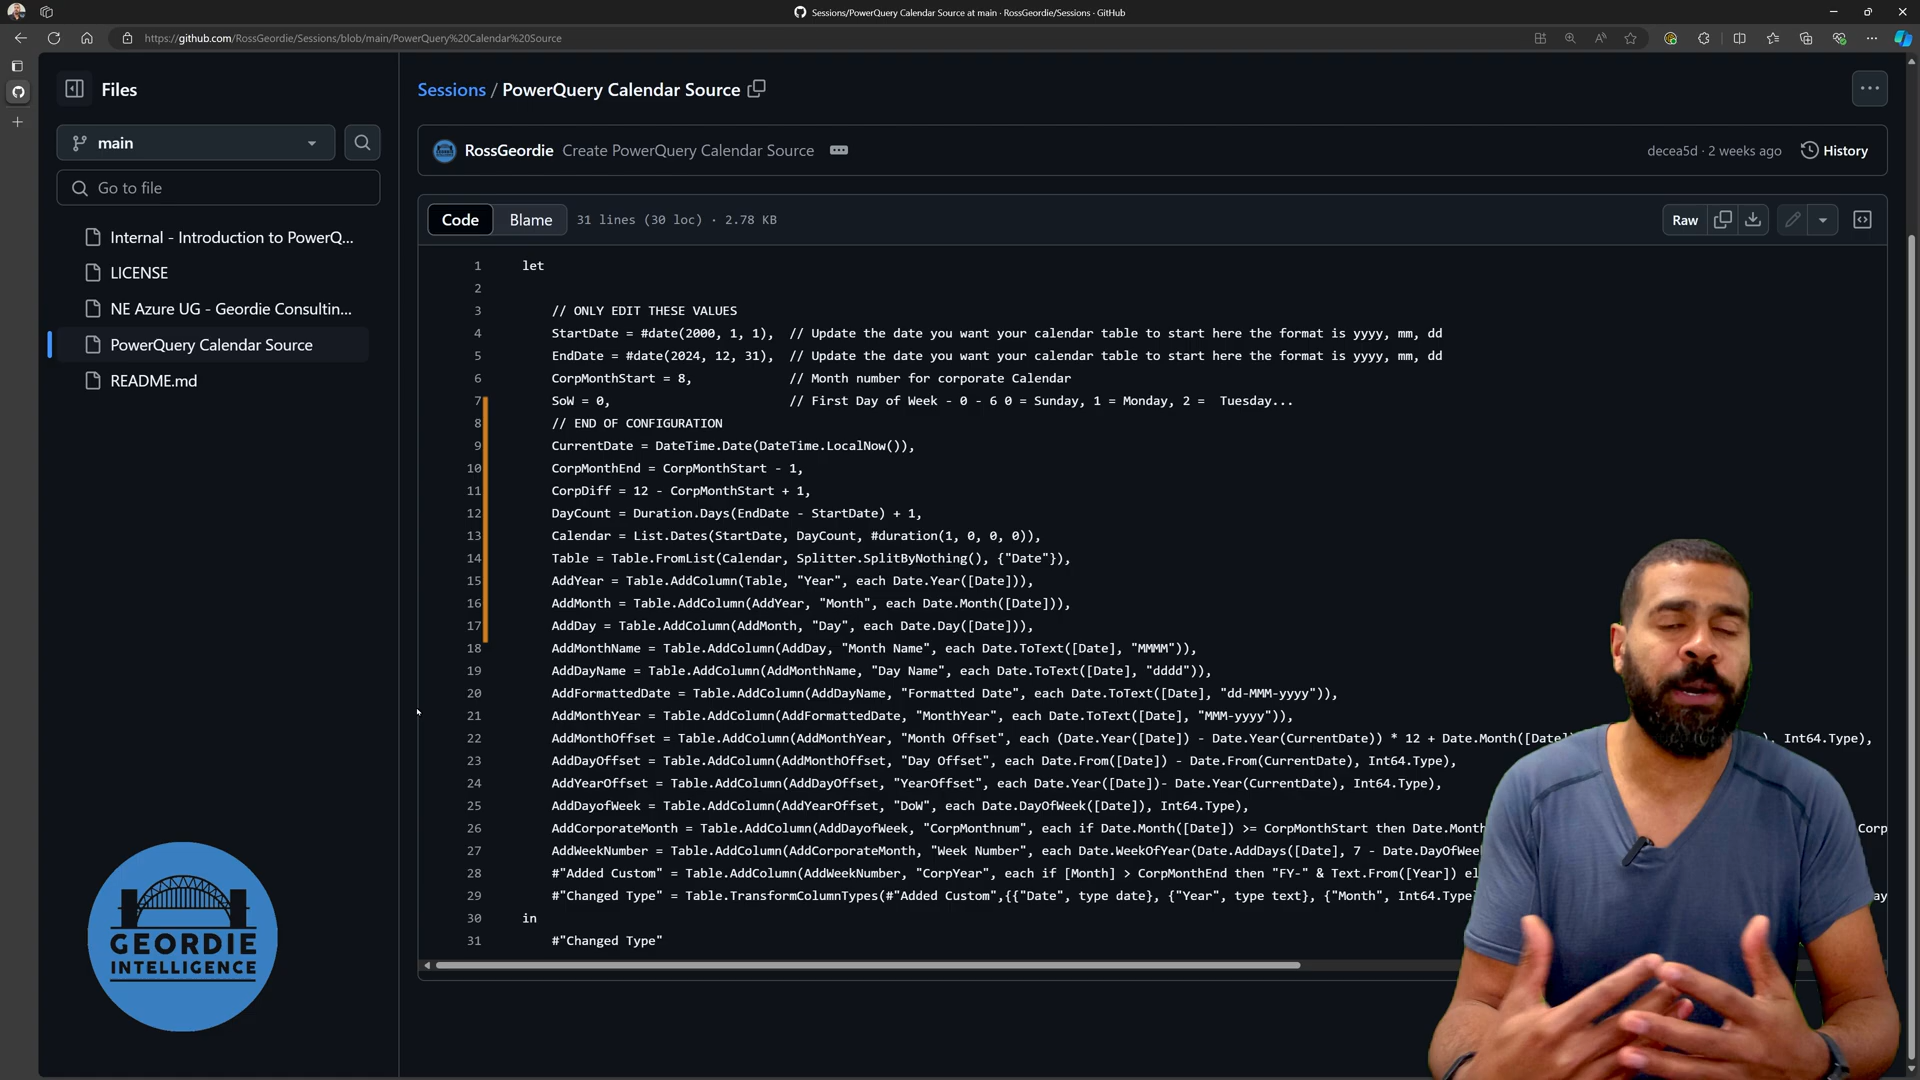 Sessions/PowerQuery Calendar Source at main · RossGeordie/Sessions · GitHub
https://github.com/RossGeordie/Sessions/blob/main/PowerQuery%20Calendar%20Source
Files
main
Go to file
Internal - Introduction to PowerQ...
LICENSE
NE Azure UG - Geordie Consultin...
PowerQuery Calendar Source
README.md
GEORDIE
INTELLIGENCE
Sessions / PowerQuery Calendar Source
RossGeordie Create PowerQuery Calendar Source
decea5d · 2 weeks ago
History
Code
Blame
31 lines (30 loc) · 2.78 KB
Raw
1 let
2
3 // ONLY EDIT THESE VALUES
4 StartDate = #date(2000, 1, 1), // Update the date you want your calendar table to start here the format is yyyy, mm, dd
5 EndDate = #date(2024, 12, 31), // Update the date you want your calendar table to start here the format is yyyy, mm, dd
6 CorpMonthStart = 8, // Month number for corporate Calendar
7 SoW = 0, // First Day of Week - 0 - 6 0 = Sunday, 1 = Monday, 2 = Tuesday...
8 // END OF CONFIGURATION
9 CurrentDate = DateTime.Date(DateTime.LocalNow()),
10 CorpMonthEnd = CorpMonthStart - 1,
11 CorpDiff = 12 - CorpMonthStart + 1,
12 DayCount = Duration.Days(EndDate - StartDate) + 1,
13 Calendar = List.Dates(StartDate, DayCount, #duration(1, 0, 0, 0)),
14 Table = Table.FromList(Calendar, Splitter.SplitByNothing(), {"Date"}),
15 AddYear = Table.AddColumn(Table, "Year", each Date.Year([Date])),
16 AddMonth = Table.AddColumn(AddYear, "Month", each Date.Month([Date])),
17 AddDay = Table.AddColumn(AddMonth, "Day", each Date.Day([Date])),
18 AddMonthName = Table.AddColumn(AddDay, "Month Name", each Date.ToText([Date], "MMMM")),
19 AddDayName = Table.AddColumn(AddMonthName, "Day Name", each Date.ToText([Date], "dddd")),
20 AddFormattedDate = Table.AddColumn(AddDayName, "Formatted Date", each Date.ToText([Date], "dd-MMM-yyyy")),
21 AddMonthYear = Table.AddColumn(AddFormattedDate, "MonthYear", each Date.ToText([Date], "MMM-yyyy")),
22 AddMonthOffset = Table.AddColumn(AddMonthYear, "Month Offset", each (Date.Year([Date]) - Date.Year(CurrentDate)) * 12 + Date.Month([Date] ), Int64.Type),
23 AddDayOffset = Table.AddColumn(AddMonthOffset, "Day Offset", each Date.From([Date]) - Date.From(CurrentDate), Int64.Type),
24 AddYearOffset = Table.AddColumn(AddDayOffset, "YearOffset", each Date.Year([Date])- Date.Year(CurrentDate), Int64.Type),
25 AddDayofWeek = Table.AddColumn(AddYearOffset, "DoW", each Date.DayOfWeek([Date]), Int64.Type),
26 AddCorporateMonth = Table.AddColumn(AddDayofWeek, "CorpMonthnum", each if Date.Month([Date]) >= CorpMonthStart then Date.Month Corp
27 AddWeekNumber = Table.AddColumn(AddCorporateMonth, "Week Number", each Date.WeekOfYear(Date.AddDays([Date], 7 - Date.DayOfWee
28 #"Added Custom" = Table.AddColumn(AddWeekNumber, "CorpYear", each if [Month] > CorpMonthEnd then "FY-" & Text.From([Year]) el
29 #"Changed Type" = Table.TransformColumnTypes(#"Added Custom",{{"Date", type date}, {"Year", type text}, {"Month", Int64.Type ay
30 in
31 #"Changed Type"